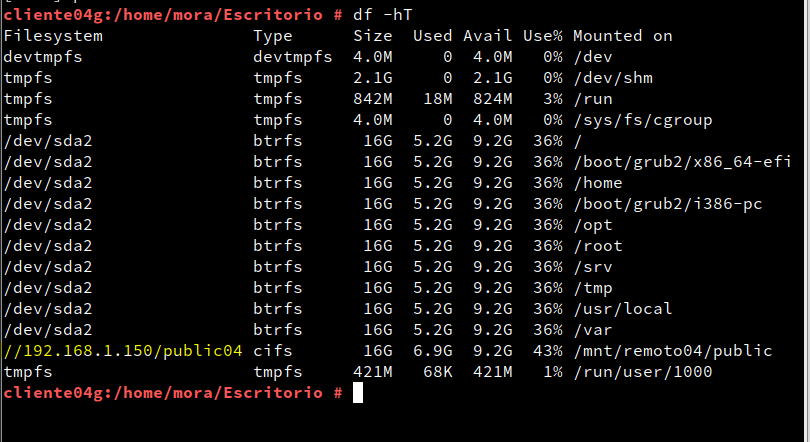 cliente04g:/home/mora/Escritorio # df -hT
Filesystem Type Size Used Avail Use% Mounted on
devtmpfs devtmpfs 4.0M 0 4.0M 0% /dev
tmpfs tmpfs 2.1G 0 2.1G 0% /dev/shm
tmpfs tmpfs 842M 18M 824M 3% /run
tmpfs tmpfs 4.0M 0 4.0M 0% /sys/fs/cgroup
/dev/sda2 btrfs 16G 5.2G 9.2G 36% /
/dev/sda2 btrfs 16G 5.2G 9.2G 36% /boot/grub2/x86_64-efi
/dev/sda2 btrfs 16G 5.2G 9.2G 36% /home
/dev/sda2 btrfs 16G 5.2G 9.2G 36% /boot/grub2/i386-pc
/dev/sda2 btrfs 16G 5.2G 9.2G 36% /opt
/dev/sda2 btrfs 16G 5.2G 9.2G 36% /root
/dev/sda2 btrfs 16G 5.2G 9.2G 36% /srv
/dev/sda2 btrfs 16G 5.2G 9.2G 36% /tmp
/dev/sda2 btrfs 16G 5.2G 9.2G 36% /usr/local
/dev/sda2 btrfs 16G 5.2G 9.2G 36% /var
//192.168.1.150/public04 cifs 16G 6.9G 9.2G 43% /mnt/remoto04/public
tmpfs tmpfs 421M 68K 421M 1% /run/user/1000
cliente04g:/home/mora/Escritorio #